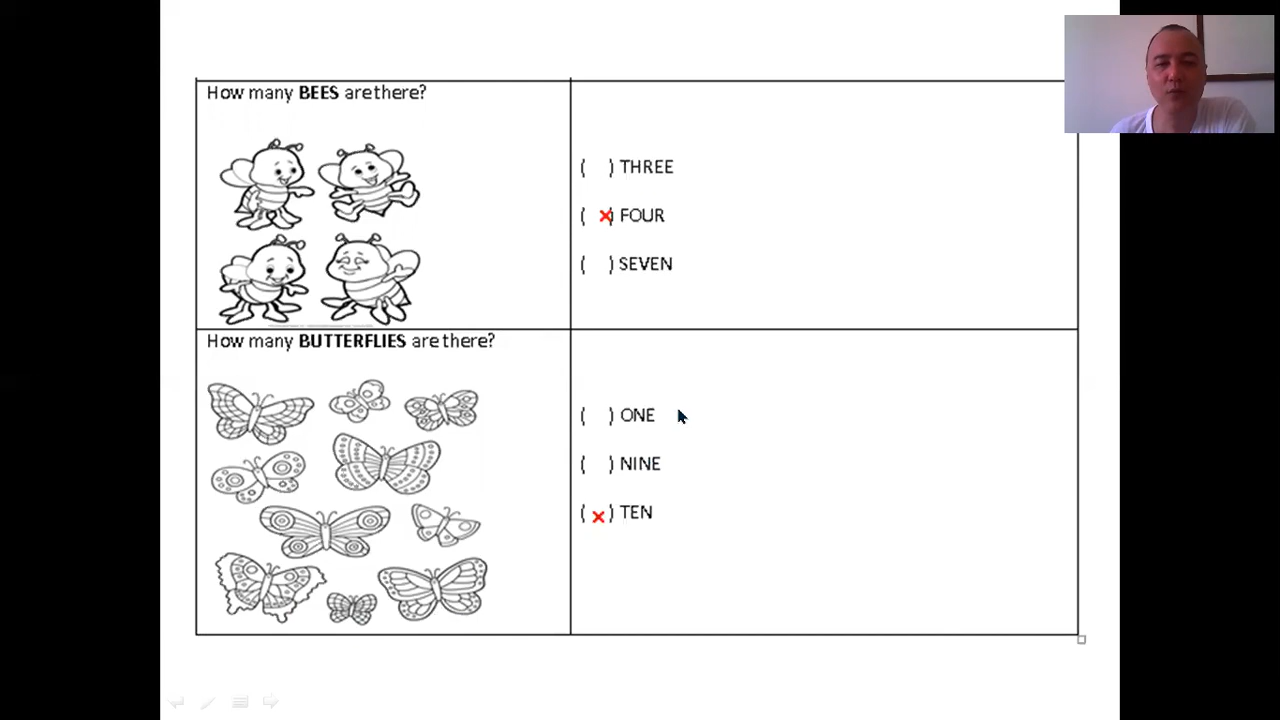 How many BEES are there?
( ) THREE
( x ) FOUR
( ) SEVEN
How many BUTTERFLIES are there?
( ) ONE
( ) NINE
( x ) TEN